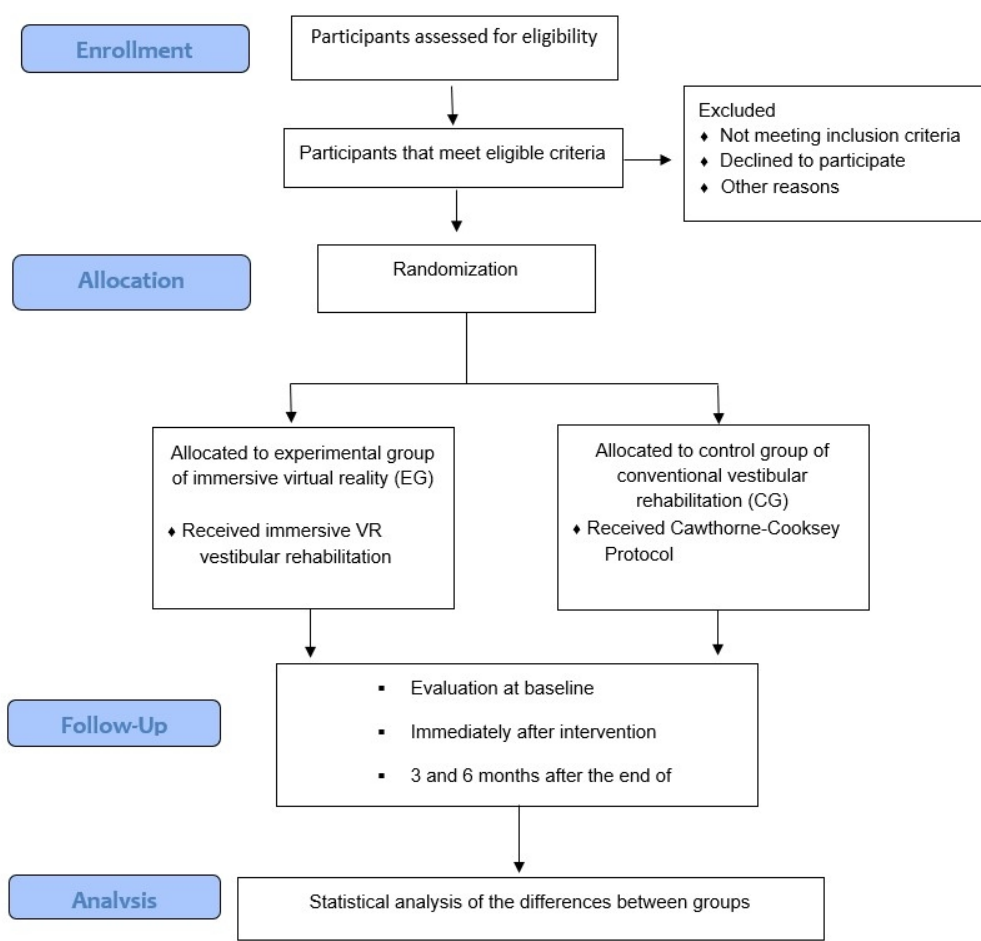 Enrollment
Participants assessed for eligibility
Participants that meet eligible criteria
Excluded
♦ Not meeting inclusion criteria
♦ Declined to participate
♦ Other reasons
Allocation
Randomization
Allocated to experimental group
of immersive virtual reality (EG)
♦ Received immersive VR
vestibular rehabilitation
Allocated to control group of
conventional vestibular
rehabilitation (CG)
♦ Received Cawthorne-Cooksey
Protocol
Follow-Up
▪ Evaluation at baseline
▪ Immediately after intervention
▪ 3 and 6 months after the end of
Analysis
Statistical analysis of the differences between groups